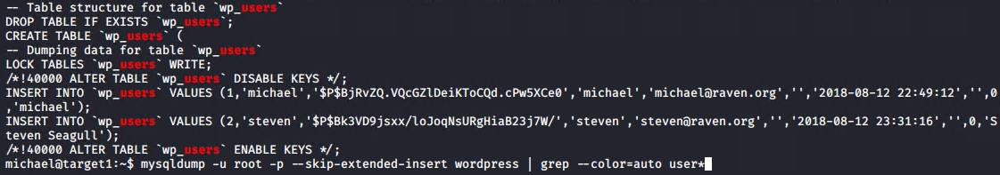 -- Table structure for table `wp_users`
DROP TABLE IF EXISTS `wp_users`;
CREATE TABLE `wp_users` (
-- Dumping data for table `wp_users`
LOCK TABLES `wp_users` WRITE;
/*!40000 ALTER TABLE `wp_users` DISABLE KEYS */;
INSERT INTO `wp_users` VALUES (1,'michael','$P$BjRvZQ.VQcGZlDeiKToCQd.cPw5XCe0','michael','michael@raven.org','','2018-08-12 22:49:12','',0
,'michael');
INSERT INTO `wp_users` VALUES (2,'steven','$P$Bk3VD9jsxx/loJoqNsURgHiaB23j7W/','steven','steven@raven.org','','2018-08-12 23:31:16','',0,'S
teven Seagull');
/*!40000 ALTER TABLE `wp_users` ENABLE KEYS */;
michael@target1:~$ mysqldump -u root -p --skip-extended-insert wordpress | grep --color=auto user*